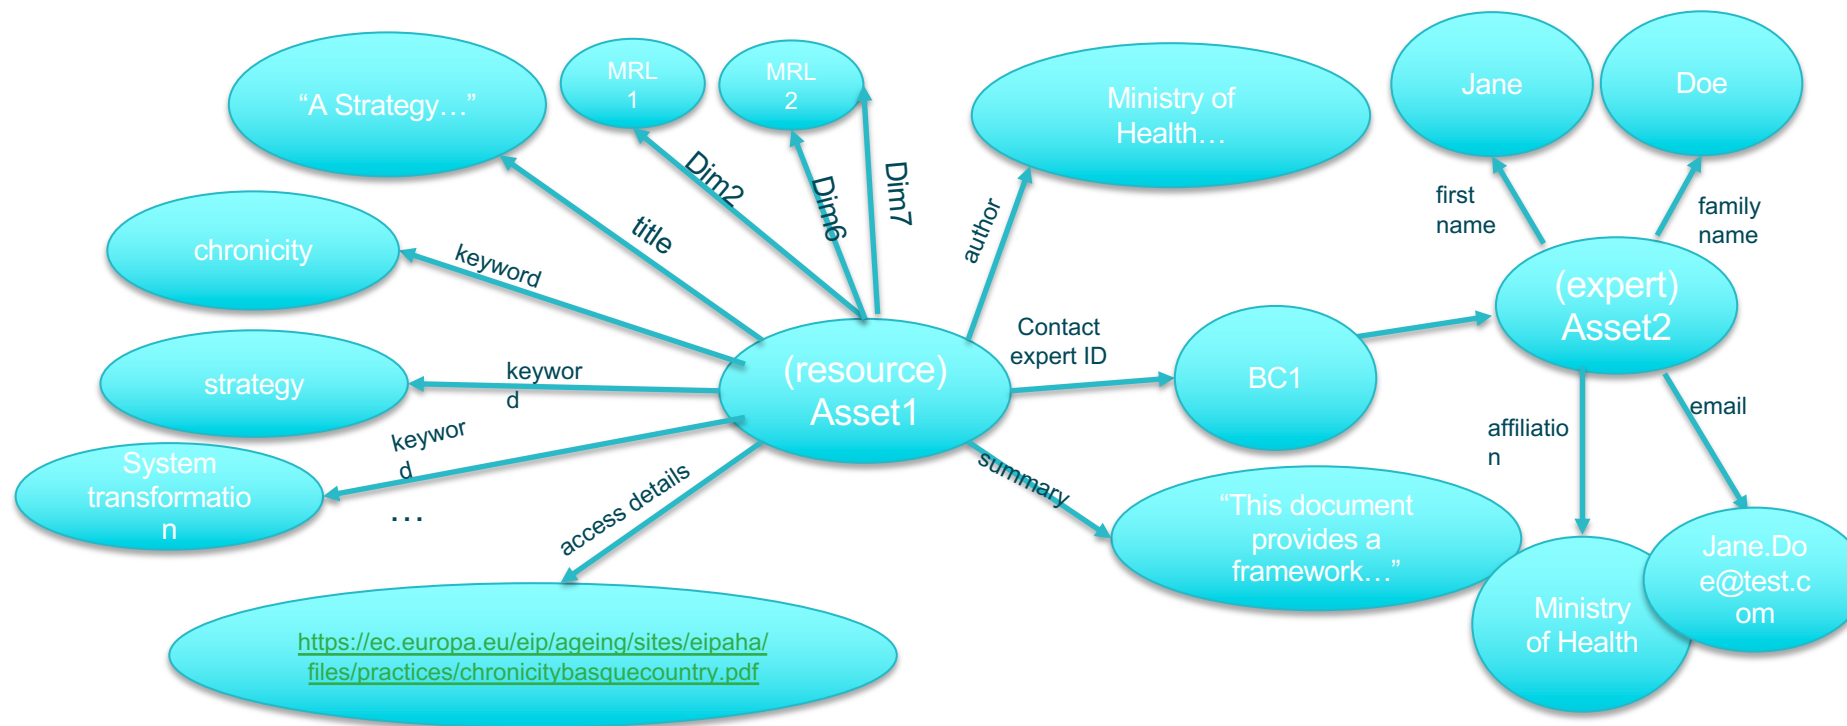 “A Strategy…”
MRL
1
MRL
2
Ministry of
Health…
Jane
Doe
Dim2
Dim6
Dim7
title
author
first
name
family
name
chronicity
keyword
(expert)
Asset2
Contact
expert ID
BC1
(resource)
Asset1
strategy
keywor
d
keywor
d
System
transformatio
n
…
access details
summary
affiliatio
n
email
“This document
provides a
framework…”
Ministry
of Health
Jane.Do
e@test.c
om
https://ec.europa.eu/eip/ageing/sites/eipaha/
files/practices/chronicitybasquecountry.pdf